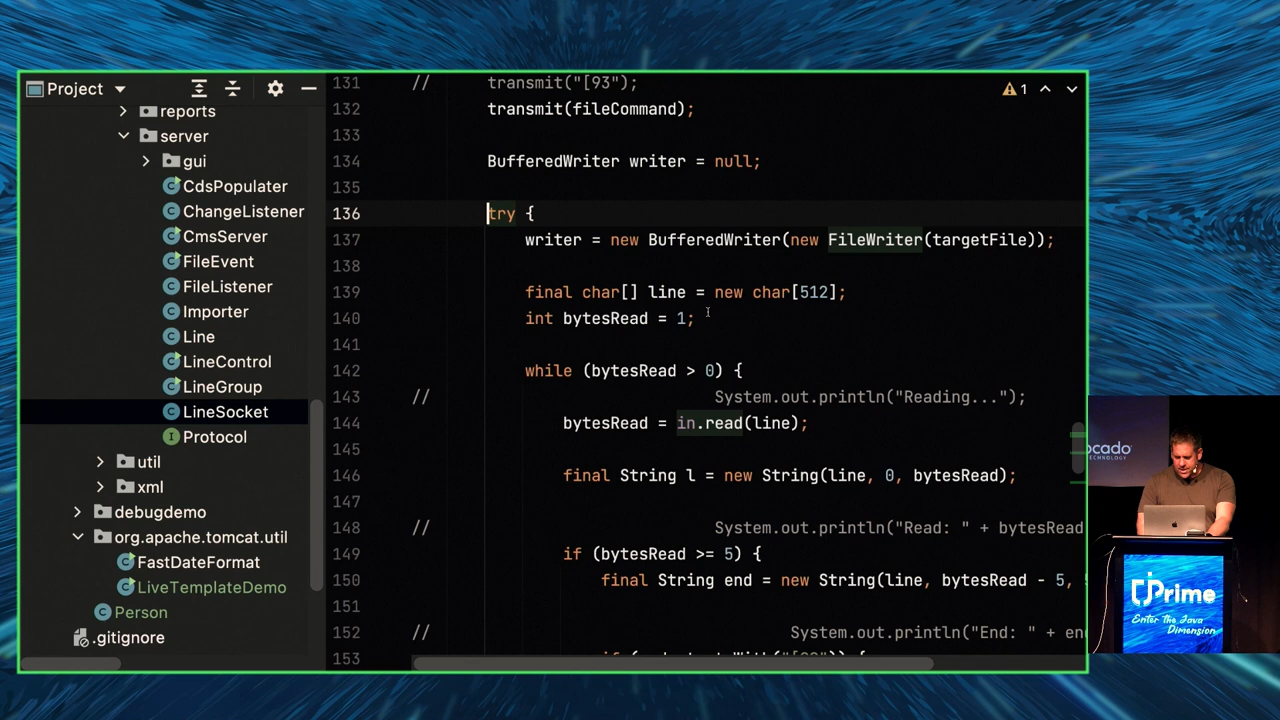 Project
reports
server
gui
CdsPopulater
ChangeListener
CmsServer
FileEvent
FileListener
Importer
Line
LineControl
LineGroup
LineSocket
Protocol
util
xml
debugdemo
org.apache.tomcat.util
FastDateFormat
LiveTemplateDemo
Person
.gitignore
1
131 // transmit("[93");
132 transmit(fileCommand);
133
134 BufferedWriter writer = null;
135
136 try {
137 writer = new BufferedWriter(new FileWriter(targetFile));
138
139 final char[] line = new char[512];
140 int bytesRead = 1;
141
142 while (bytesRead > 0) {
143 // System.out.println("Reading...");
144 bytesRead = in.read(line);
145
146 final String l = new String(line, 0, bytesRead);
147
148 // System.out.println("Read: " + bytesRead
149 if (bytesRead >= 5) {
150 final String end = new String(line, bytesRead - 5,
151
152 // System.out.println("End: " + end
153
ocado
TECHNOLOGY
jPrime
Enter the Java
Dimension